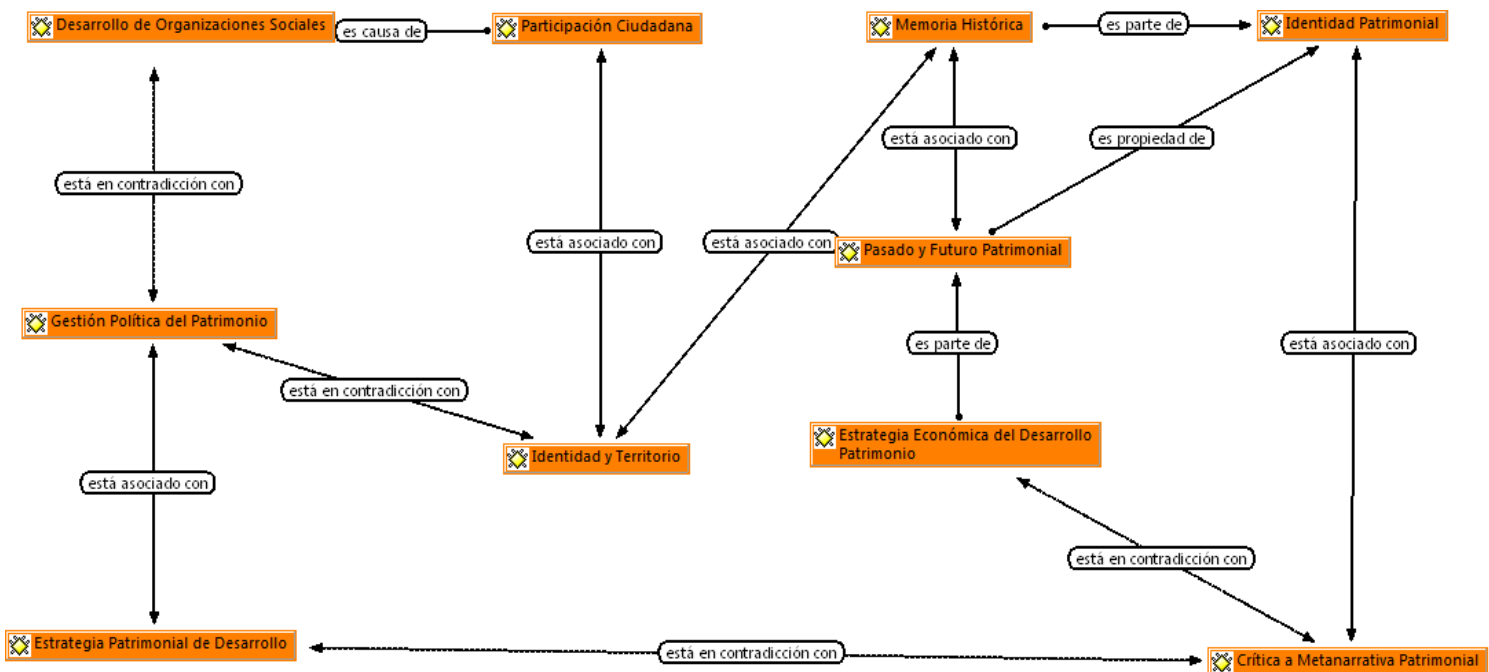 Desarrollo de Organizaciones Sociales
es causa de
Participación Ciudadana
Memoria Histórica
es parte de
Identidad Patrimonial
está asociado con
es propiedad de
está en contradicción con
está asociado con
está asociado con
Pasado y Futuro Patrimonial
Gestión Política del Patrimonio
es parte de
está asociado con
está en contradicción con
Estrategia Económica del Desarrollo
Patrimonio
Identidad y Territorio
está asociado con
está en contradicción con
Estrategia Patrimonial de Desarrollo
está en contradicción con
Crítica a Metanarrativa Patrimonial